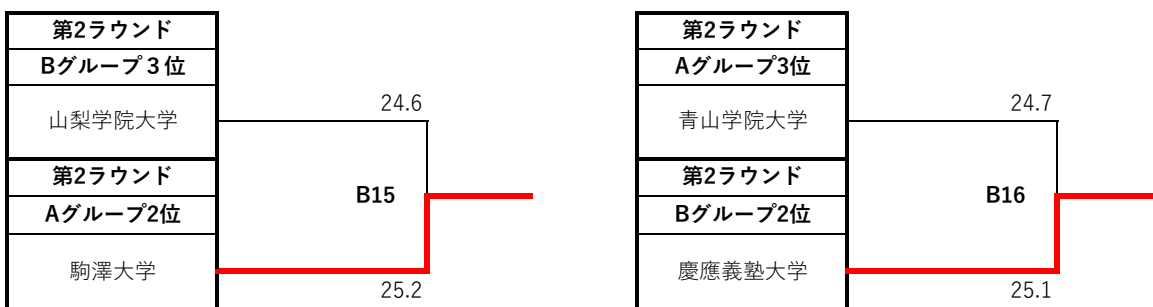 第2ラウンド
Bグループ３位
山梨学院大学
24.6
第2ラウンド
Aグループ2位
B15
駒澤大学
25.2
第2ラウンド
Aグループ3位
青山学院大学
24.7
第2ラウンド
Bグループ2位
B16
慶應義塾大学
25.1